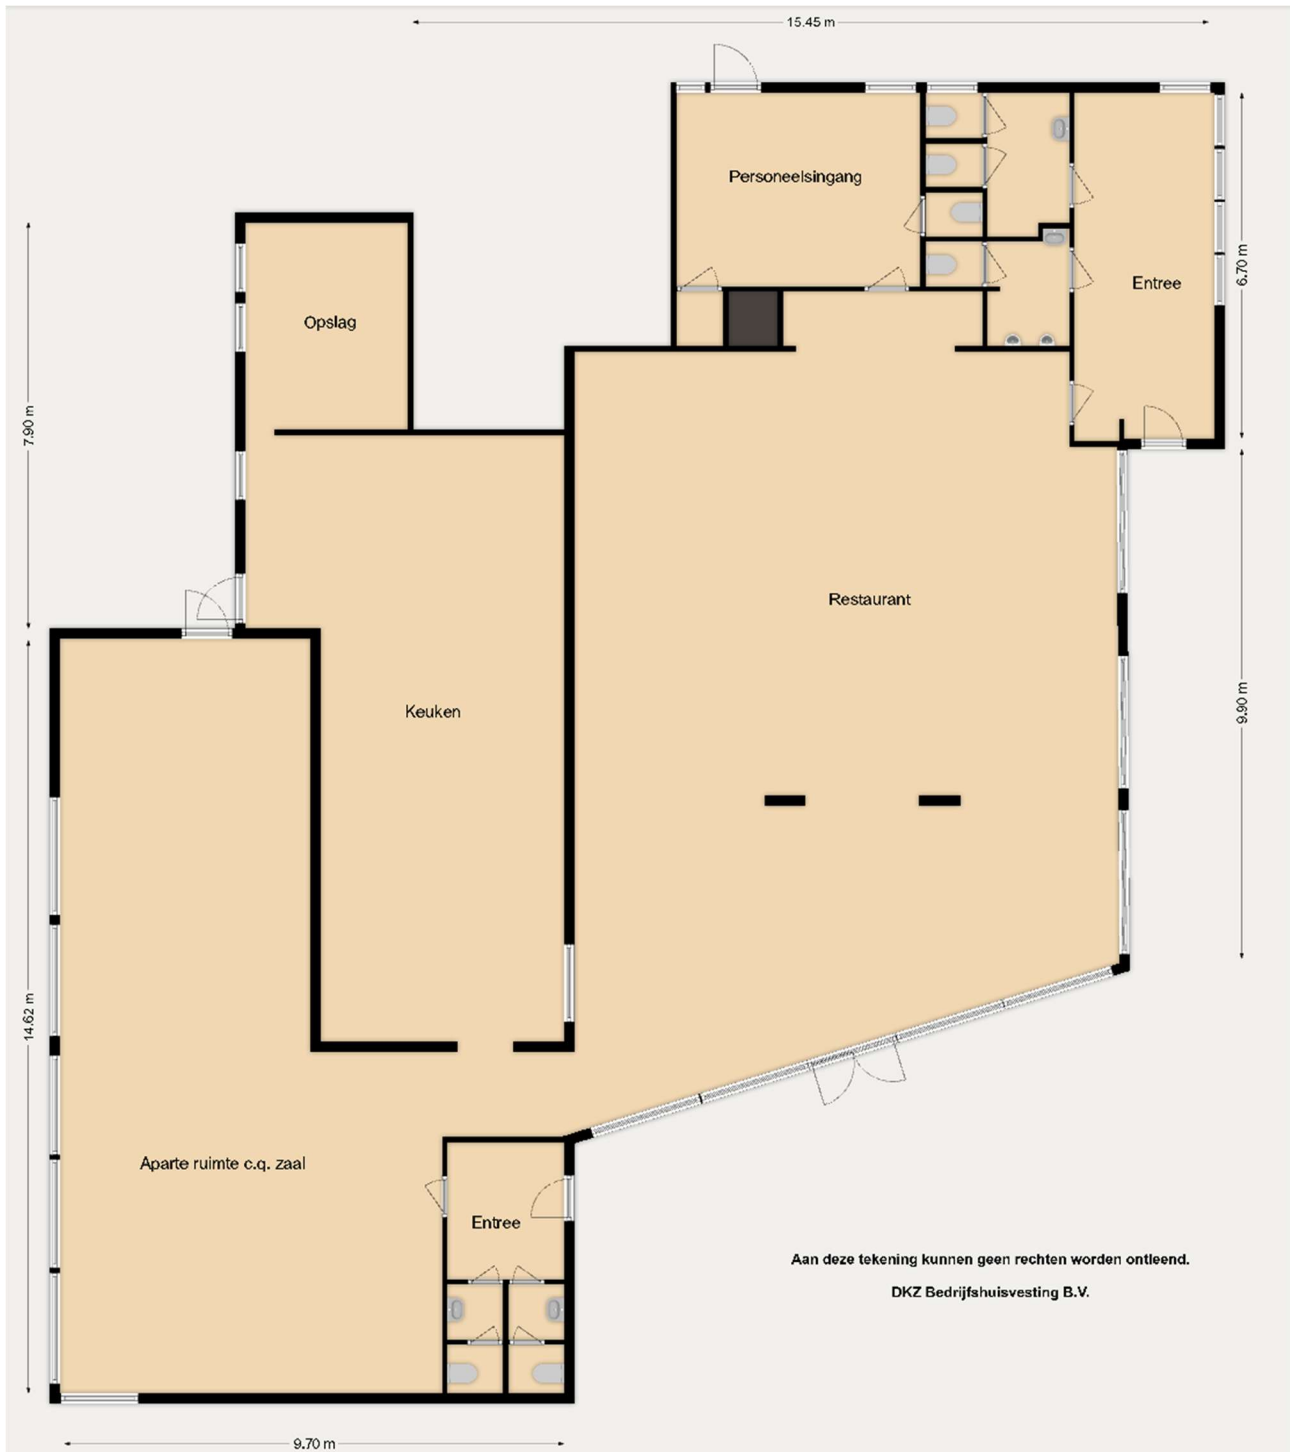 15.45 m
Personeelsingang
6.70 m
Entree
Opslag
7.90 m
Restaurant
9.90 m
Keuken
14.62 m
Aparte ruimte c.q. zaal
Entree
Aan deze tekening kunnen geen rechten worden ontleend.
DKZ Bedrijfshuisvesting B.V.
9.70 m